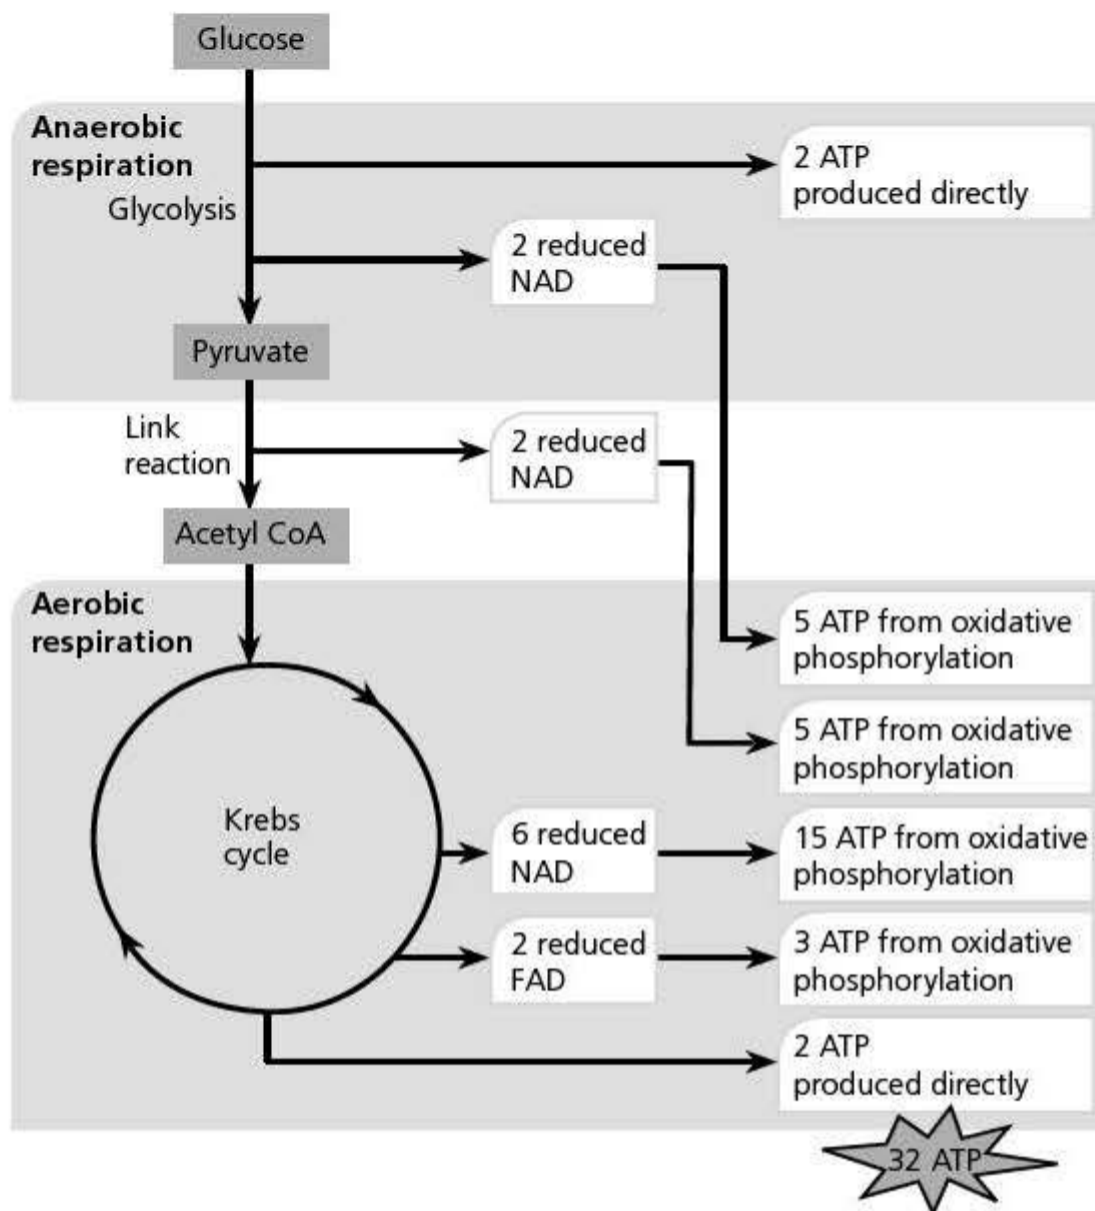 Glucose
Anaerobic
respiration
Glycolysis
2 ATP
produced directly
2 reduced
NAD
Pyruvate
Link
reaction
2 reduced
NAD
Acetyl CoA
Aerobic
respiration
5 ATP from oxidative
phosphorylation
5 ATP from oxidative
phosphorylation
Krebs
cycle
6 reduced
NAD
15 ATP from oxidative
phosphorylation
2 reduced
FAD
3 ATP from oxidative
phosphorylation
2 ATP
produced directly
32 ATP